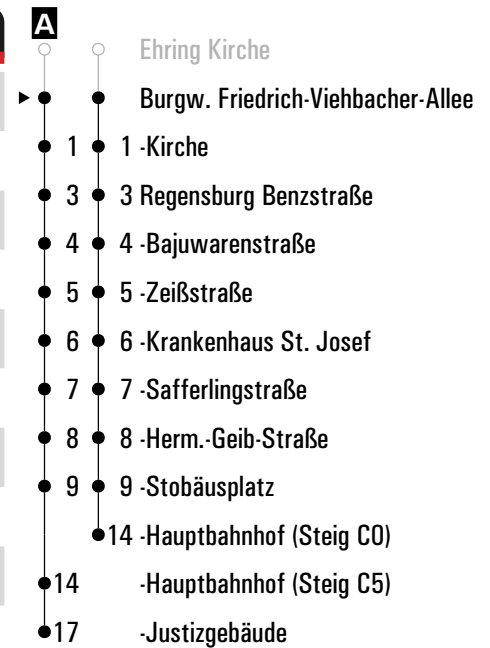 A
Ehring Kirche
Burgw. Friedrich-Viehbacher-Allee
1 1 -Kirche
3 3 Regensburg Benzstraße
4 4 -Bajuwarenstraße
5 5 -Zeißstraße
6 6 -Krankenhaus St. Josef
7 7 -Safferlingstraße
8 8 -Herm.-Geib-Straße
9 9 -Stobäusplatz
14 -Hauptbahnhof (Steig C0)
14 -Hauptbahnhof (Steig C5)
17 -Justizgebäude